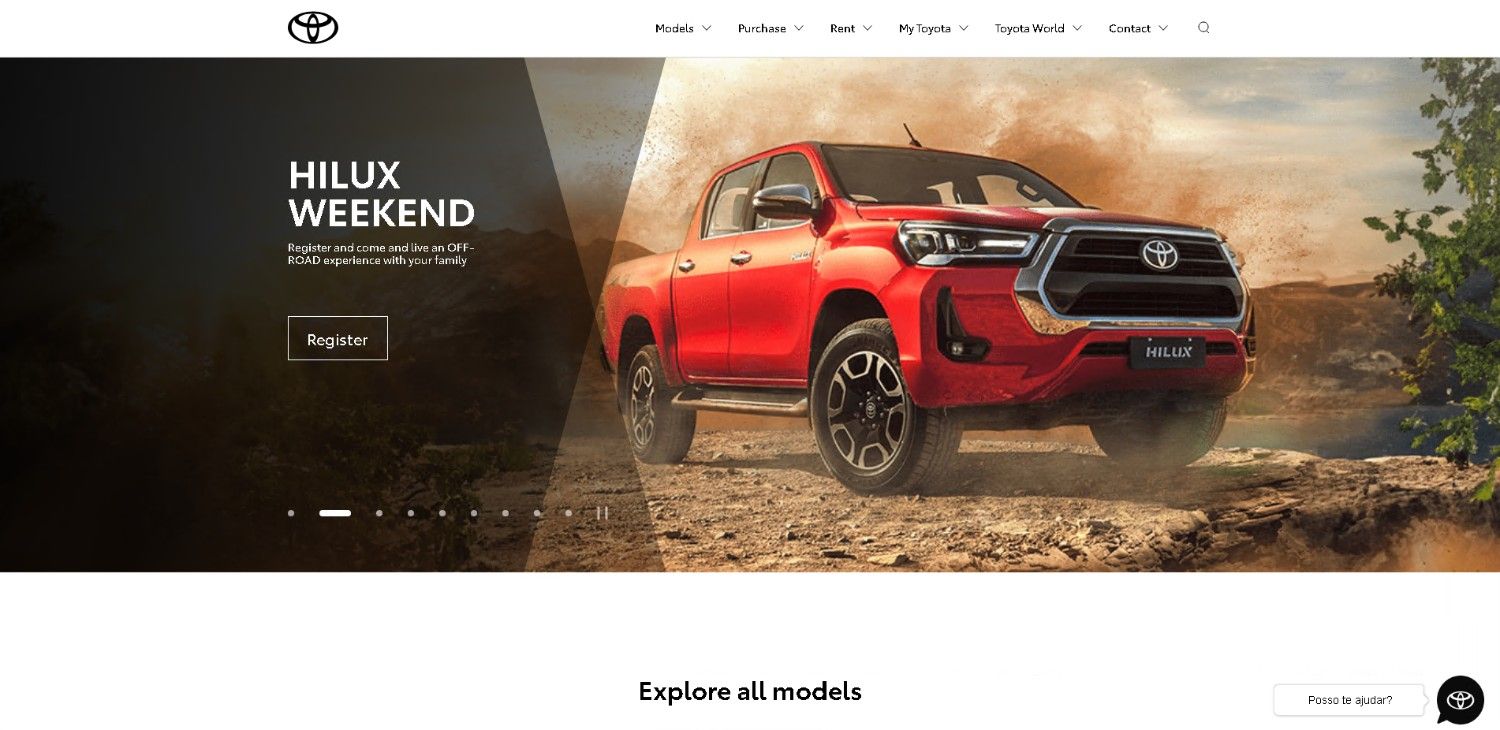 Models
Purchase
Rent
My Toyota
Toyota World
Contact
HILUX
WEEKEND
Register and come and live an OFF-
ROAD experience with your family
Register
HILUX
Explore all models
Posso te ajudar?